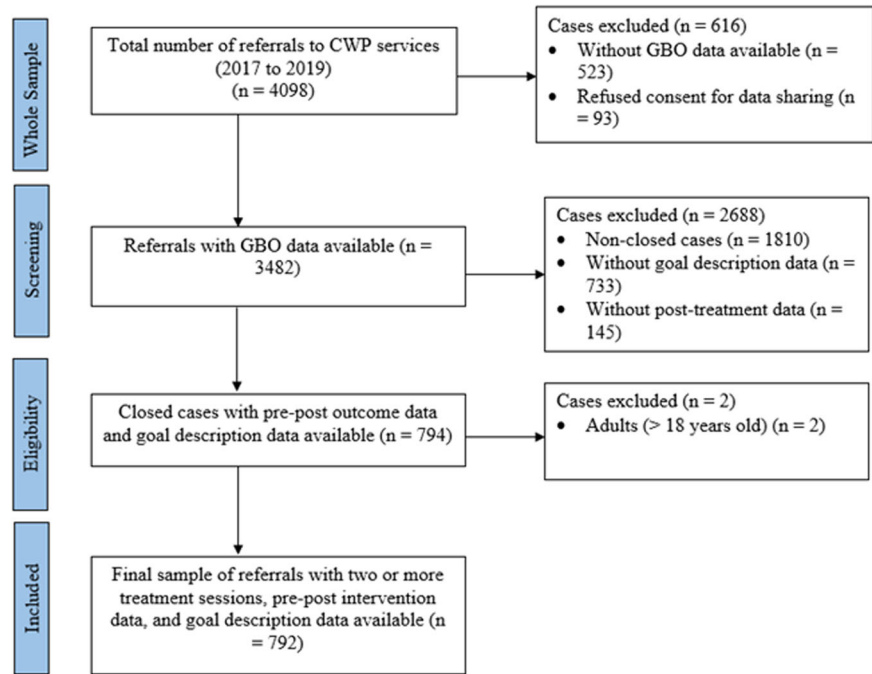 Whole Sample
Total number of referrals to CWP services
(2017 to 2019)
(n = 4098)
Cases excluded (n = 616)
• Without GBO data available (n =
523)
• Refused consent for data sharing (n
= 93)
Screening
Referrals with GBO data available (n =
3482)
Cases excluded (n = 2688)
• Non-closed cases (n = 1810)
• Without goal description data (n =
733)
• Without post-treatment data (n =
145)
Eligibility
Closed cases with pre-post outcome data
and goal description data available (n = 794)
Cases excluded (n = 2)
• Adults (> 18 years old) (n = 2)
Included
Final sample of referrals with two or more
treatment sessions, pre-post intervention
data, and goal description data available (n
= 792)